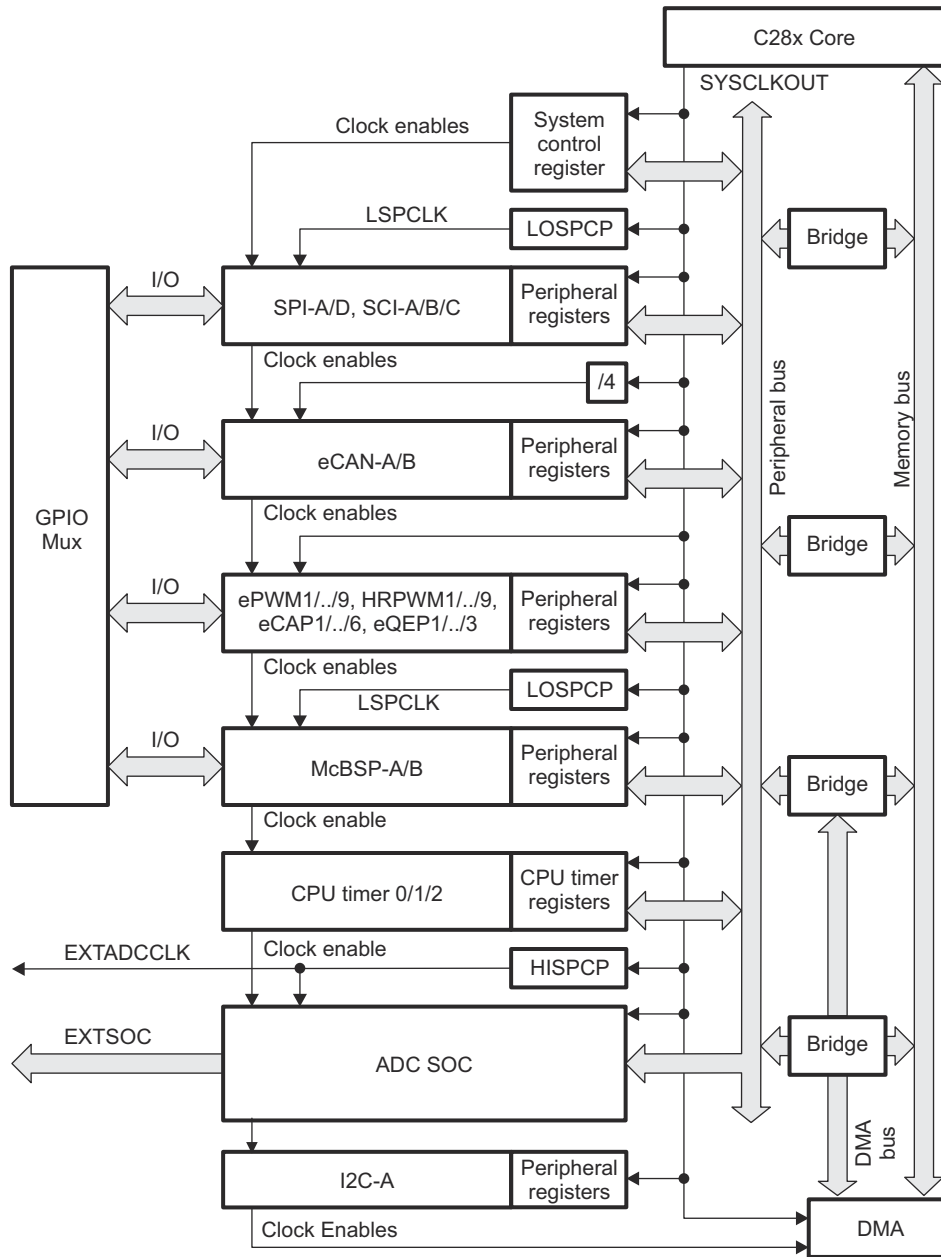 C28x Core
SYSCLKOUT
Clock enables
System
control
register
LSPCLK
LOSPCP
Bridge
I/O
SPI-A/D, SCI-A/B/C
Peripheral
registers
Clock enables
/4
Peripheral bus
Memory bus
I/O
eCAN-A/B
Peripheral
registers
GPIO
Mux
Clock enables
Bridge
I/O
ePWM1/../9, HRPWM1/../9,
eCAP1/../6, eQEP1/../3
Peripheral
registers
Clock enables
LSPCLK
LOSPCP
I/O
McBSP-A/B
Peripheral
registers
Bridge
Clock enable
CPU timer 0/1/2
CPU timer
registers
EXTADCCLK
Clock enable
HISPCP
EXTSOC
ADC SOC
Bridge
DMA
bus
I2C-A
Peripheral
registers
Clock Enables
DMA